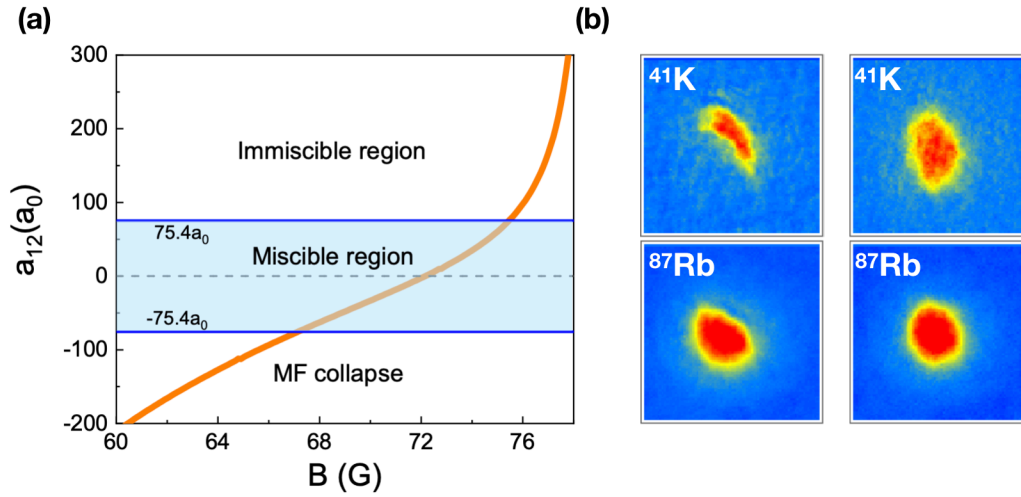 (a)
(b)
300
200
100
0
-100
-200
a₁₂(a₀)
Immiscible region
75.4a₀
Miscible region
-75.4a₀
MF collapse
60
64
68
72
76
B (G)
⁴¹K
⁴¹K
⁸⁷Rb
⁸⁷Rb